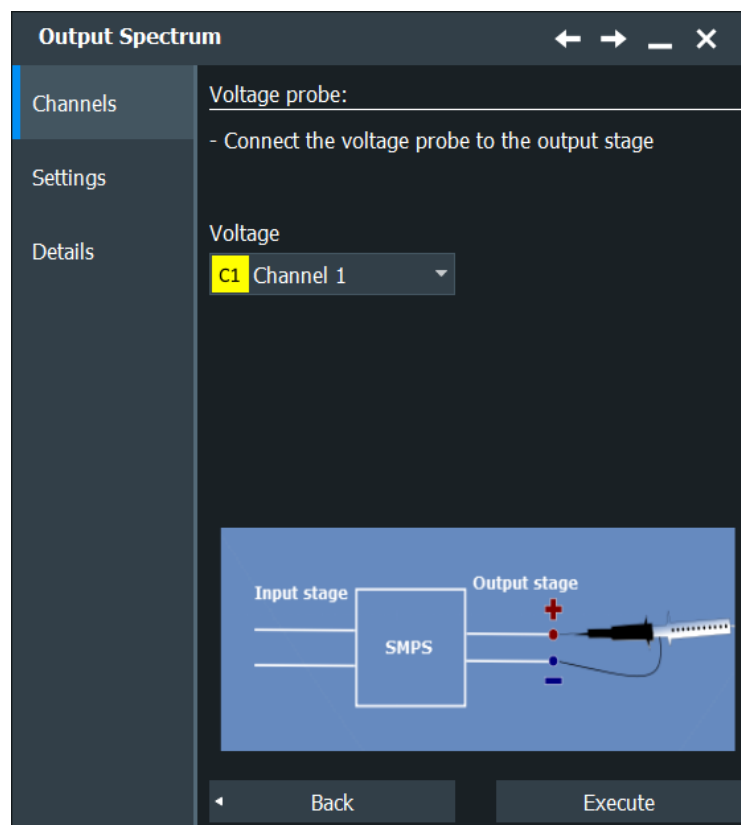 Output Spectrum
Channels
Settings
Details
Voltage probe:
- Connect the voltage probe to the output stage
Voltage
C1 Channel 1
Input stage
Output stage
+
SMPS
-
Back
Execute